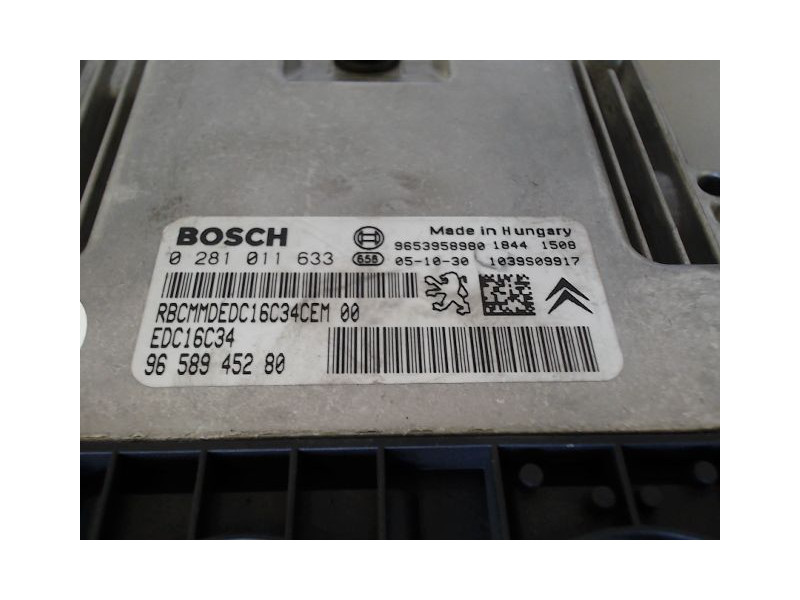 BOSCH
Made in Hungary
9653958980 1844 1508
0 281 011 633 658 05-10-30 1039S09917
RBCMMDEDC16C34CEM 00
EDC16C34
96 589 452 80